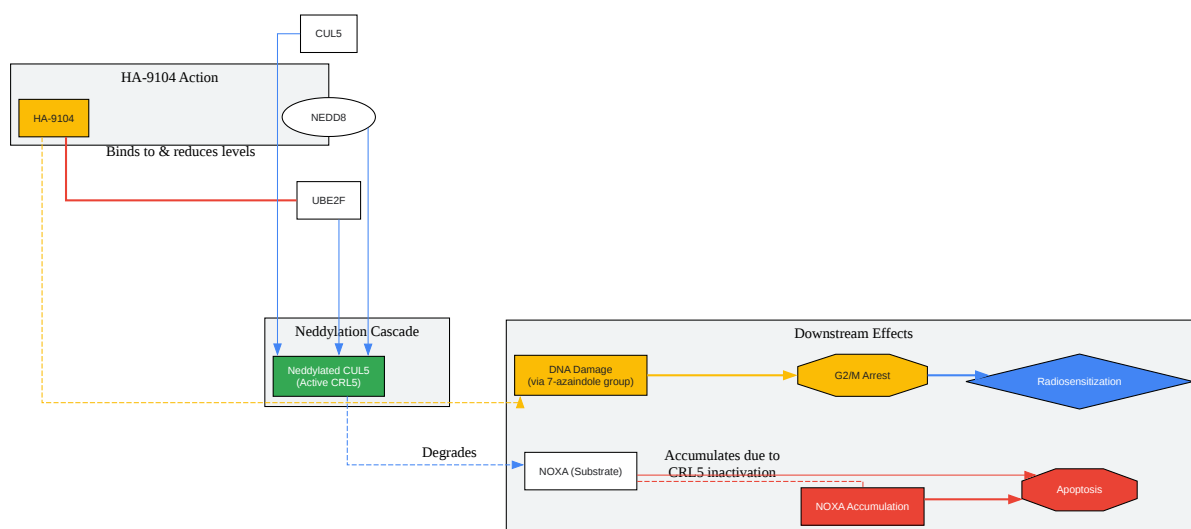 CUL5
HA-9104 Action
HA-9104
NEDD8
Binds to & reduces levels
UBE2F
Neddylation Cascade
Neddylated CUL5
(Active CRL5)
Downstream Effects
DNA Damage
(via 7-azaindole group)
G2/M Arrest
Radiosensitization
Degrades
NOXA (Substrate)
Accumulates due to
CRL5 inactivation
NOXA Accumulation
Apoptosis